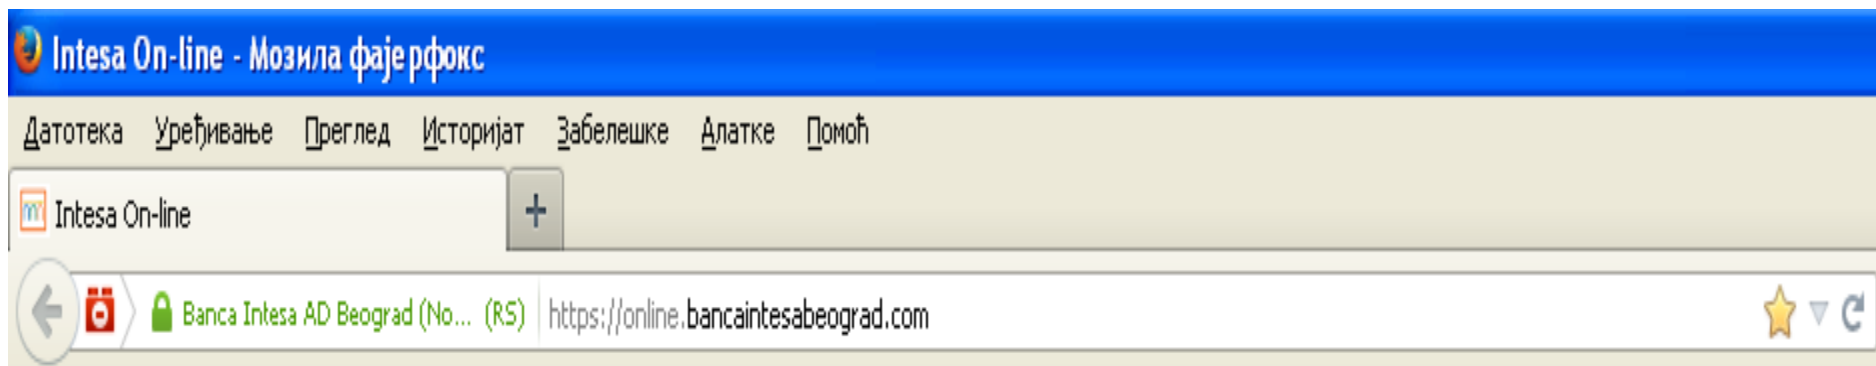 Intesa On-line - Мозила фајерфокс
Датотека Уређивање Преглед Историјат Забелешке Алатке Помоћ
Intesa On-line
Banca Intesa AD Beograd (No... (RS) https://online.bancaintesabeograd.com